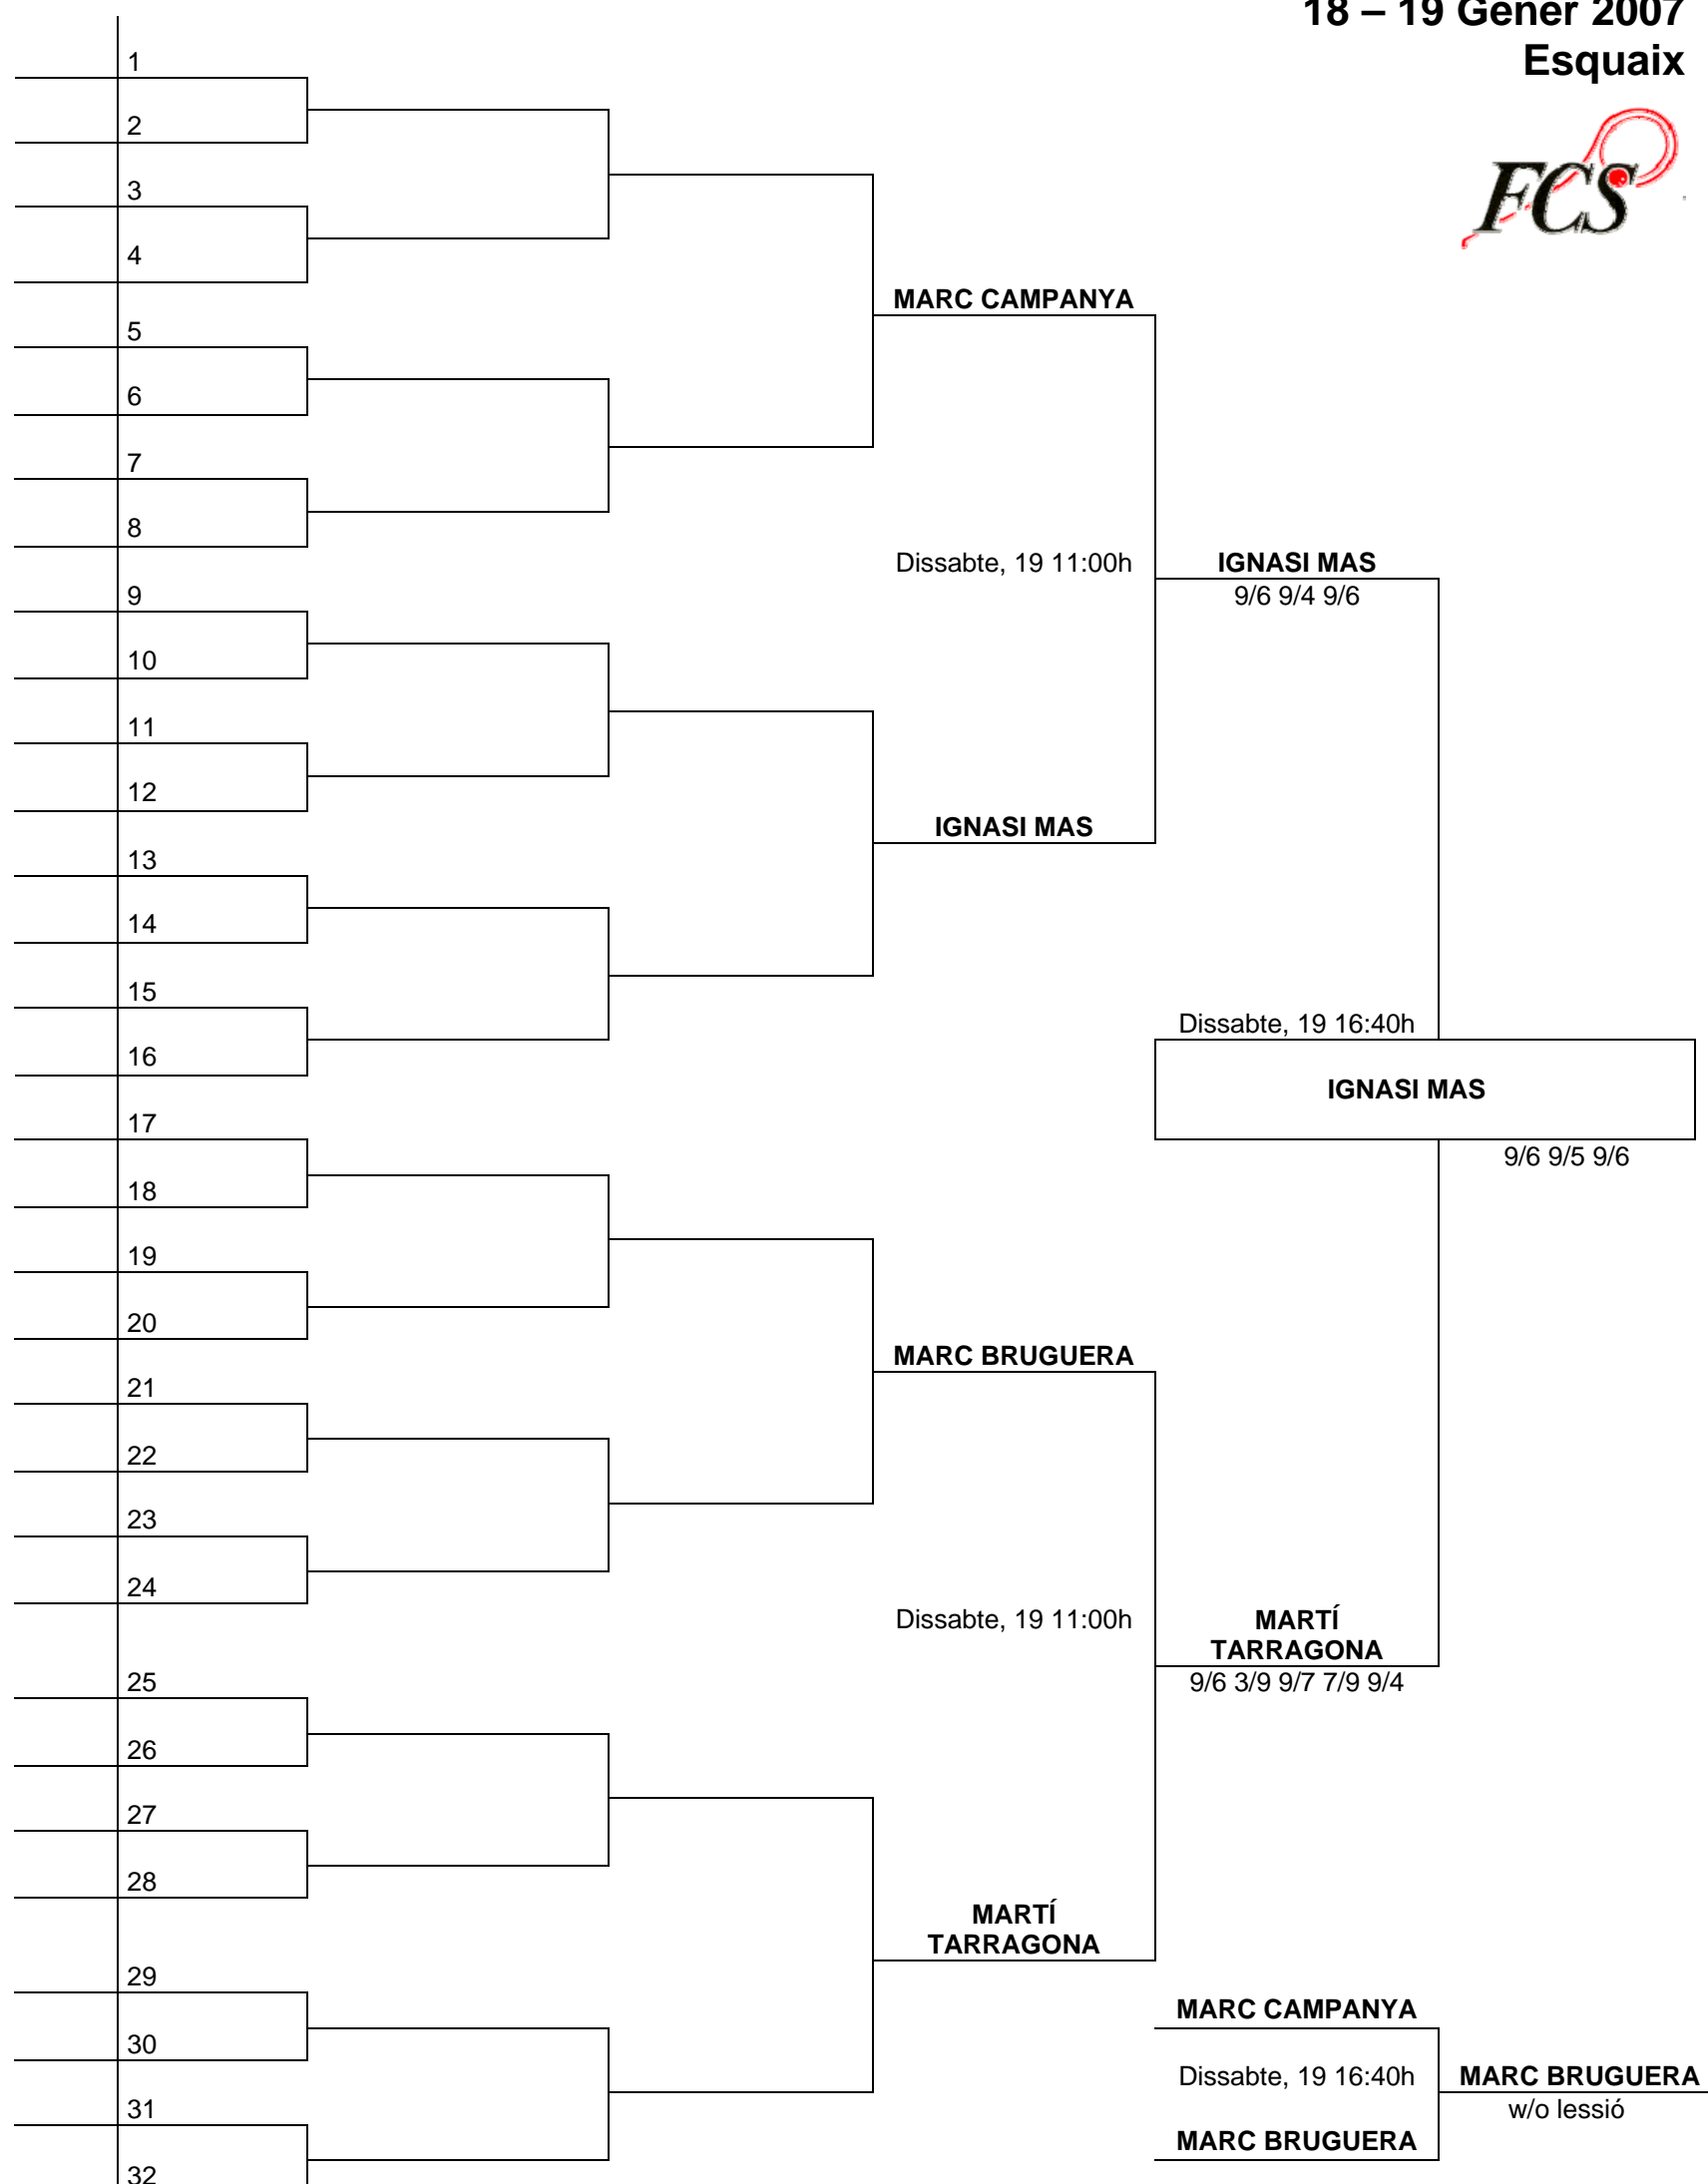 18 – 19 Gener 2007
Esquaix
FCS
1
2
3
4
MARC CAMPANYA
5
6
7
8
Dissabte, 19 11:00h
IGNASI MAS
9/6 9/4 9/6
9
10
11
12
IGNASI MAS
13
14
15
16
Dissabte, 19 16:40h
IGNASI MAS
9/6 9/5 9/6
17
18
19
20
MARC BRUGUERA
21
22
23
24
Dissabte, 19 11:00h
MARTÍ
TARRAGONA
9/6 3/9 9/7 7/9 9/4
25
26
27
28
MARTÍ
TARRAGONA
29
30
31
32
MARC CAMPANYA
Dissabte, 19 16:40h
MARC BRUGUERA
MARC BRUGUERA
w/o lessió